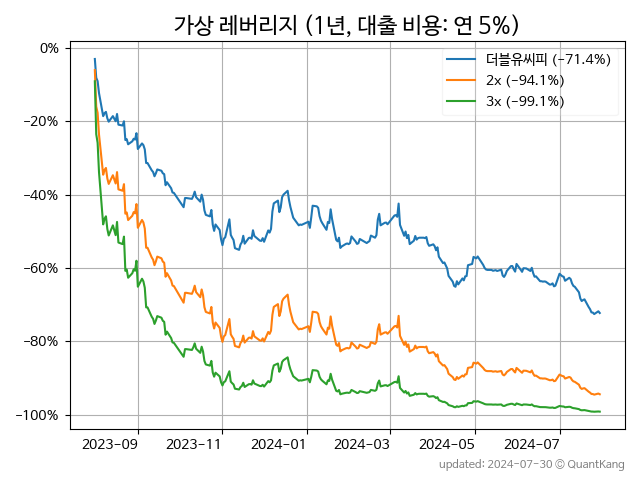 가상 레버리지 (1년, 대출 비용: 연 5%)
0%
−20%
−40%
−60%
−80%
−100%
더블유씨피 (−71.4%)
2x (−94.1%)
3x (−99.1%)
2023-09
2023-11
2024-01
2024-03
2024-05
2024-07
updated: 2024-07-30 © QuantKang